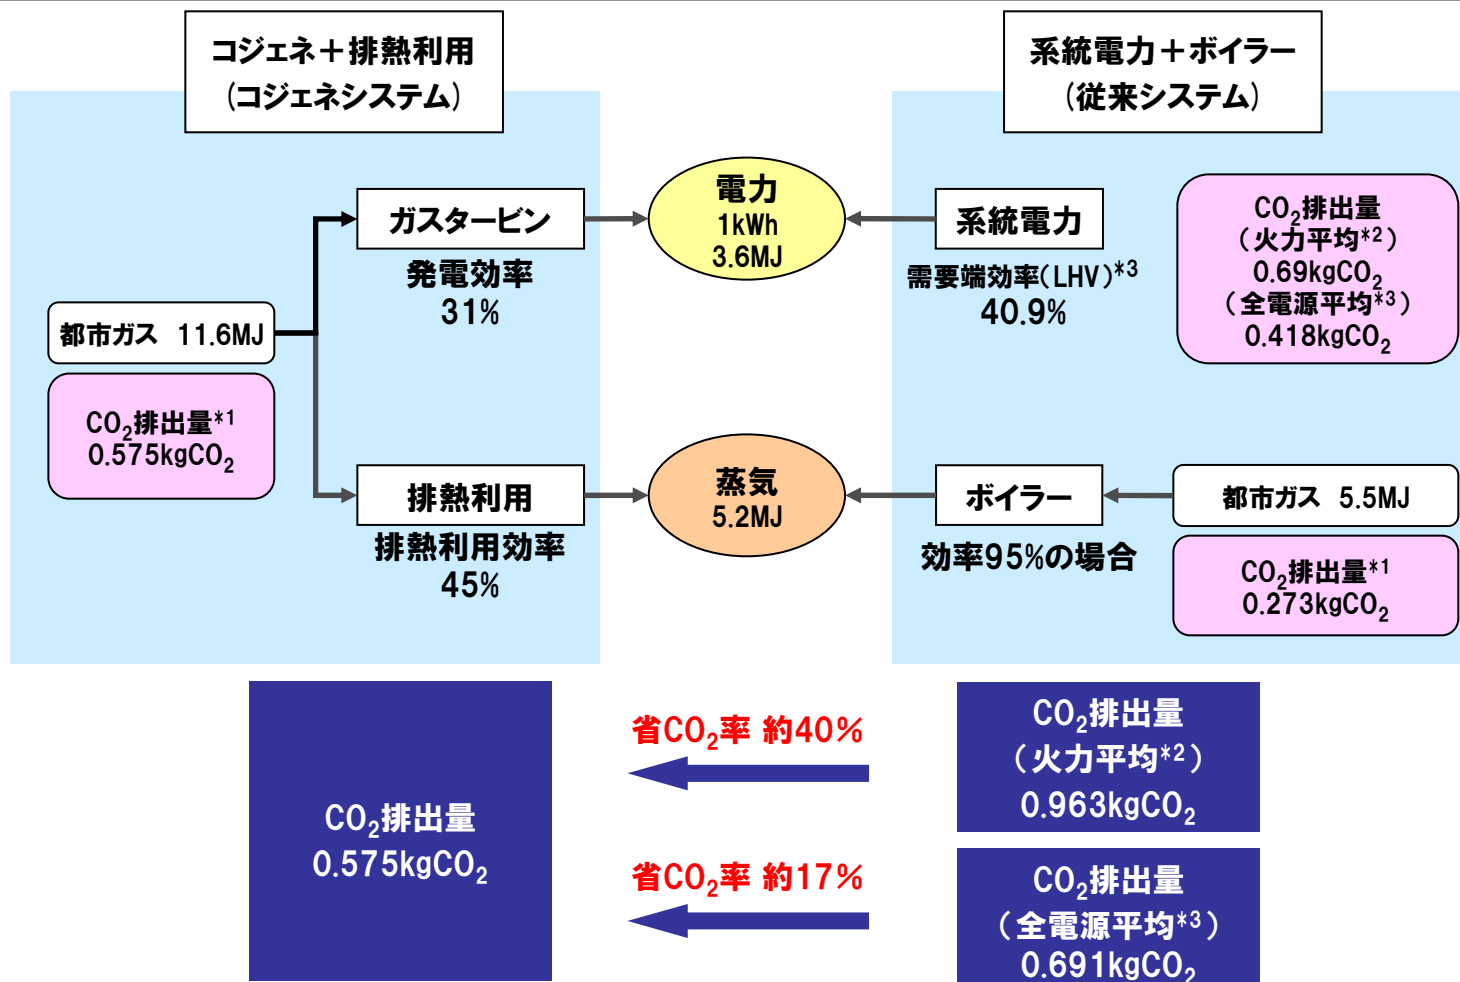 コジェネ＋排熱利用
(コジェネシステム)
系統電力＋ボイラー
(従来システム)
ガスタービン
発電効率
31%
電力
1kWh
3.6MJ
系統電力
需要端効率(LHV)*3
40.9%
CO2排出量
(火力平均*2)
0.69kgCO2
(全電源平均*3)
0.418kgCO2
都市ガス 11.6MJ
CO2排出量*1
0.575kgCO2
排熱利用
排熱利用効率
45%
蒸気
5.2MJ
ボイラー
効率95%の場合
都市ガス 5.5MJ
CO2排出量*1
0.273kgCO2
CO2排出量
0.575kgCO2
省CO2率 約40%
CO2排出量
(火力平均*2)
0.963kgCO2
省CO2率 約17%
CO2排出量
(全電源平均*3)
0.691kgCO2